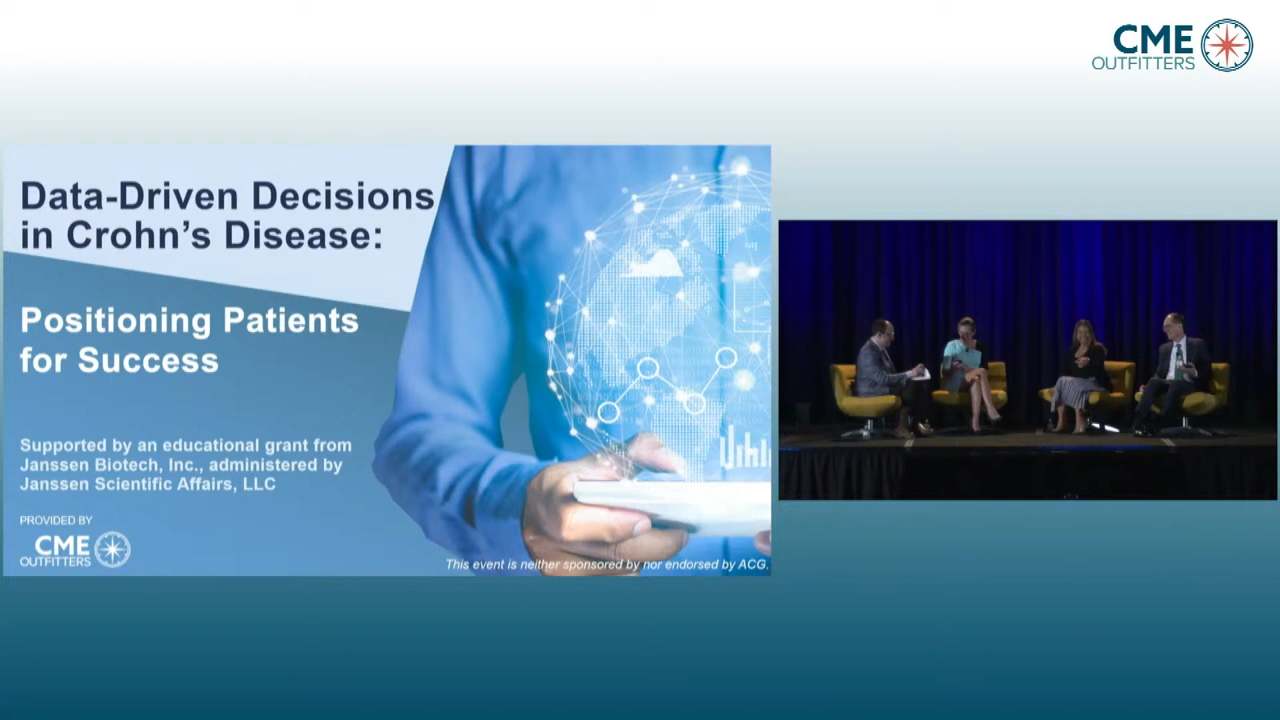 CME
OUTFITTERS
Data-Driven Decisions
in Crohn's Disease:
Positioning Patients
for Success
Supported by an educational grant from
Janssen Biotech, Inc., administered by
Janssen Scientific Affairs, LLC
PROVIDED BY
CME
OUTFITTERS
This event is neither sponsored by nor endorsed by ACG.